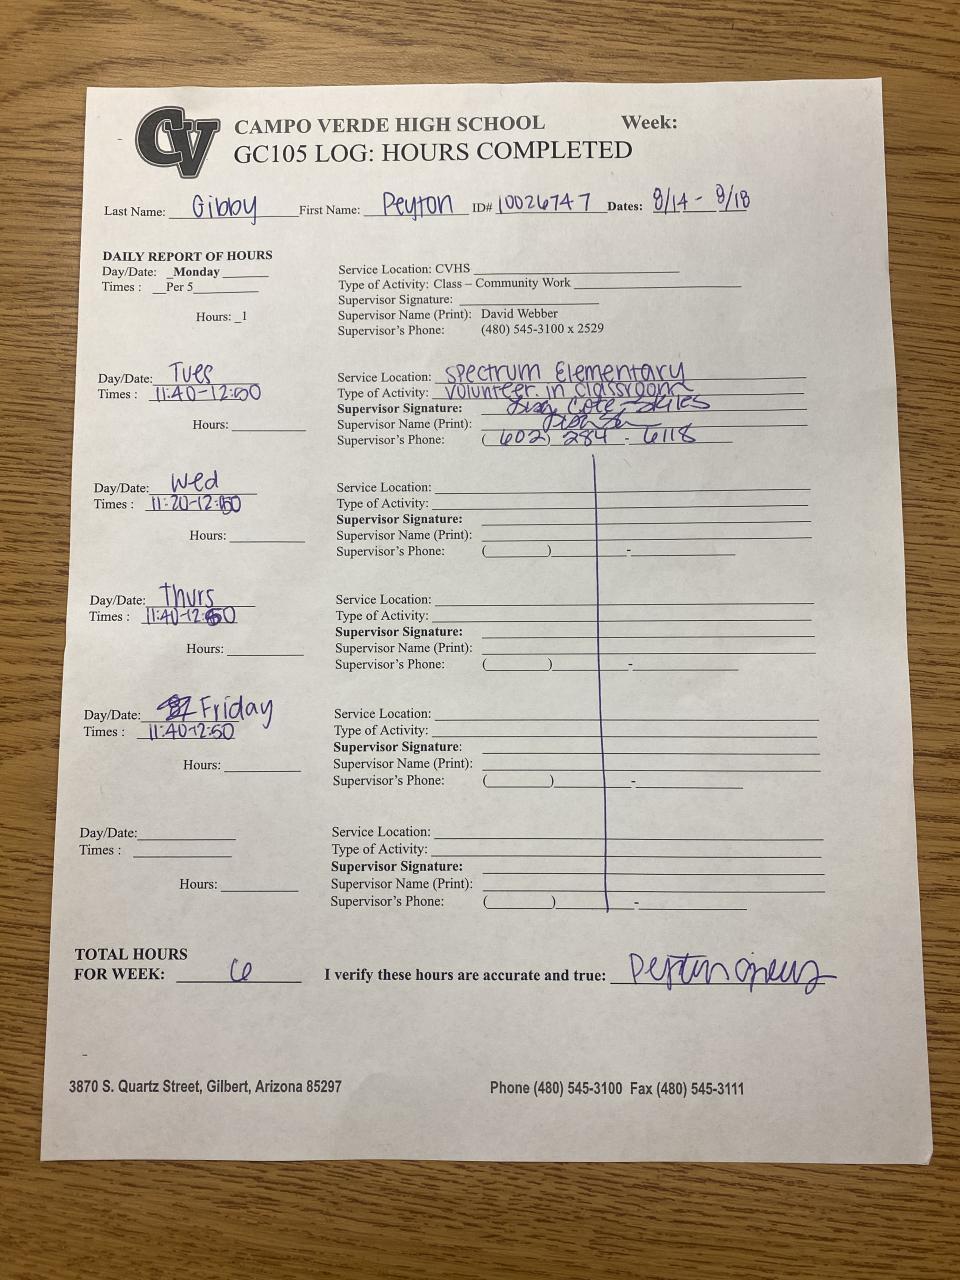 CV CAMPO VERDE HIGH SCHOOL Week:
GC105 LOG: HOURS COMPLETED
Last Name: Gibby First Name: Peyton ID# 10026747 Dates: 8/14 - 8/18
DAILY REPORT OF HOURS
Day/Date: _Monday______
Times : __Per 5________
Hours: _1
Service Location: CVHS
Type of Activity: Class – Community Work
Supervisor Signature:
Supervisor Name (Print): David Webber
Supervisor's Phone: (480) 545-3100 x 2529
Day/Date: Tues
Times : 11:40-12:50
Hours:
Service Location: Spectrum Elementary
Type of Activity: Volunteer in classroom
Supervisor Signature:
Supervisor Name (Print):
Supervisor's Phone: (602) 284 - 6118
Day/Date: Wed
Times : 11:20-12:50
Hours:
Service Location:
Type of Activity:
Supervisor Signature:
Supervisor Name (Print):
Supervisor's Phone: ( ) -
Day/Date: Thurs
Times : 11:40-12:50
Hours:
Service Location:
Type of Activity:
Supervisor Signature:
Supervisor Name (Print):
Supervisor's Phone: ( ) -
Day/Date: Friday
Times : 11:40-12:50
Hours:
Service Location:
Type of Activity:
Supervisor Signature:
Supervisor Name (Print):
Supervisor's Phone: ( ) -
Day/Date:
Times :
Hours:
Service Location:
Type of Activity:
Supervisor Signature:
Supervisor Name (Print):
Supervisor's Phone: ( ) -
TOTAL HOURS
FOR WEEK: 6 I verify these hours are accurate and true:
3870 S. Quartz Street, Gilbert, Arizona 85297 Phone (480) 545-3100 Fax (480) 545-3111